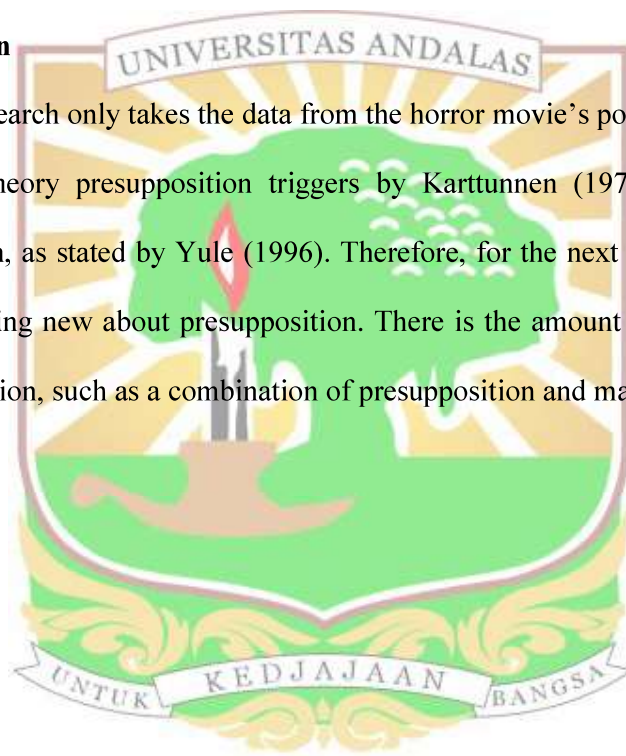 UNIVERSITAS ANDALAS
n
earch only takes the data from the horror movie's po
heory presupposition triggers by Karttunnen (197
n, as stated by Yule (1996). Therefore, for the next
ing new about presupposition. There is the amount
ion, such as a combination of presupposition and ma
UNTUK KEDJAJAAN BANGSA